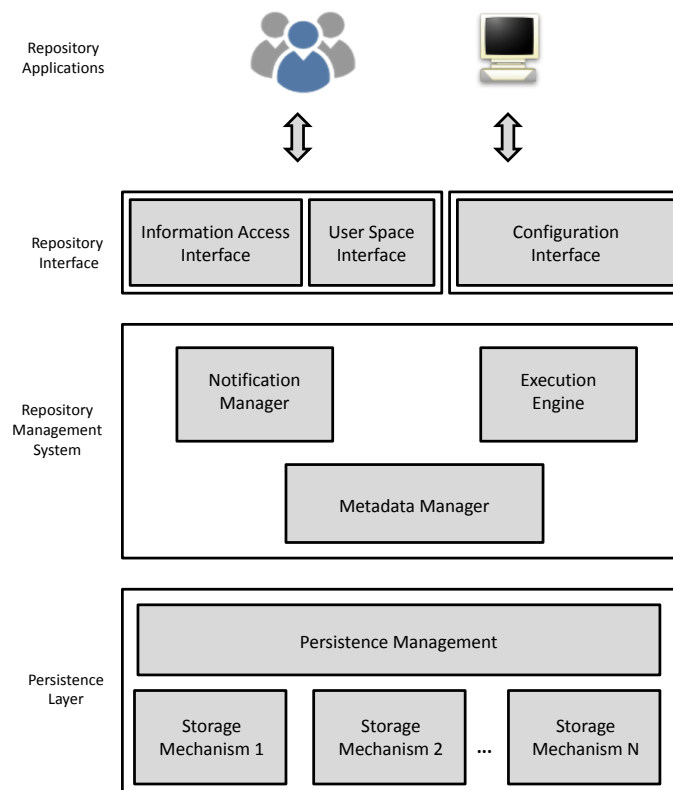 Repository
Applications
Repository
Interface
Information Access
Interface
User Space
Interface
Configuration
Interface
Repository
Management
System
Notification
Manager
Execution
Engine
Metadata Manager
Persistence
Layer
Persistence Management
Storage
Mechanism 1
Storage
Mechanism 2
...
Storage
Mechanism N